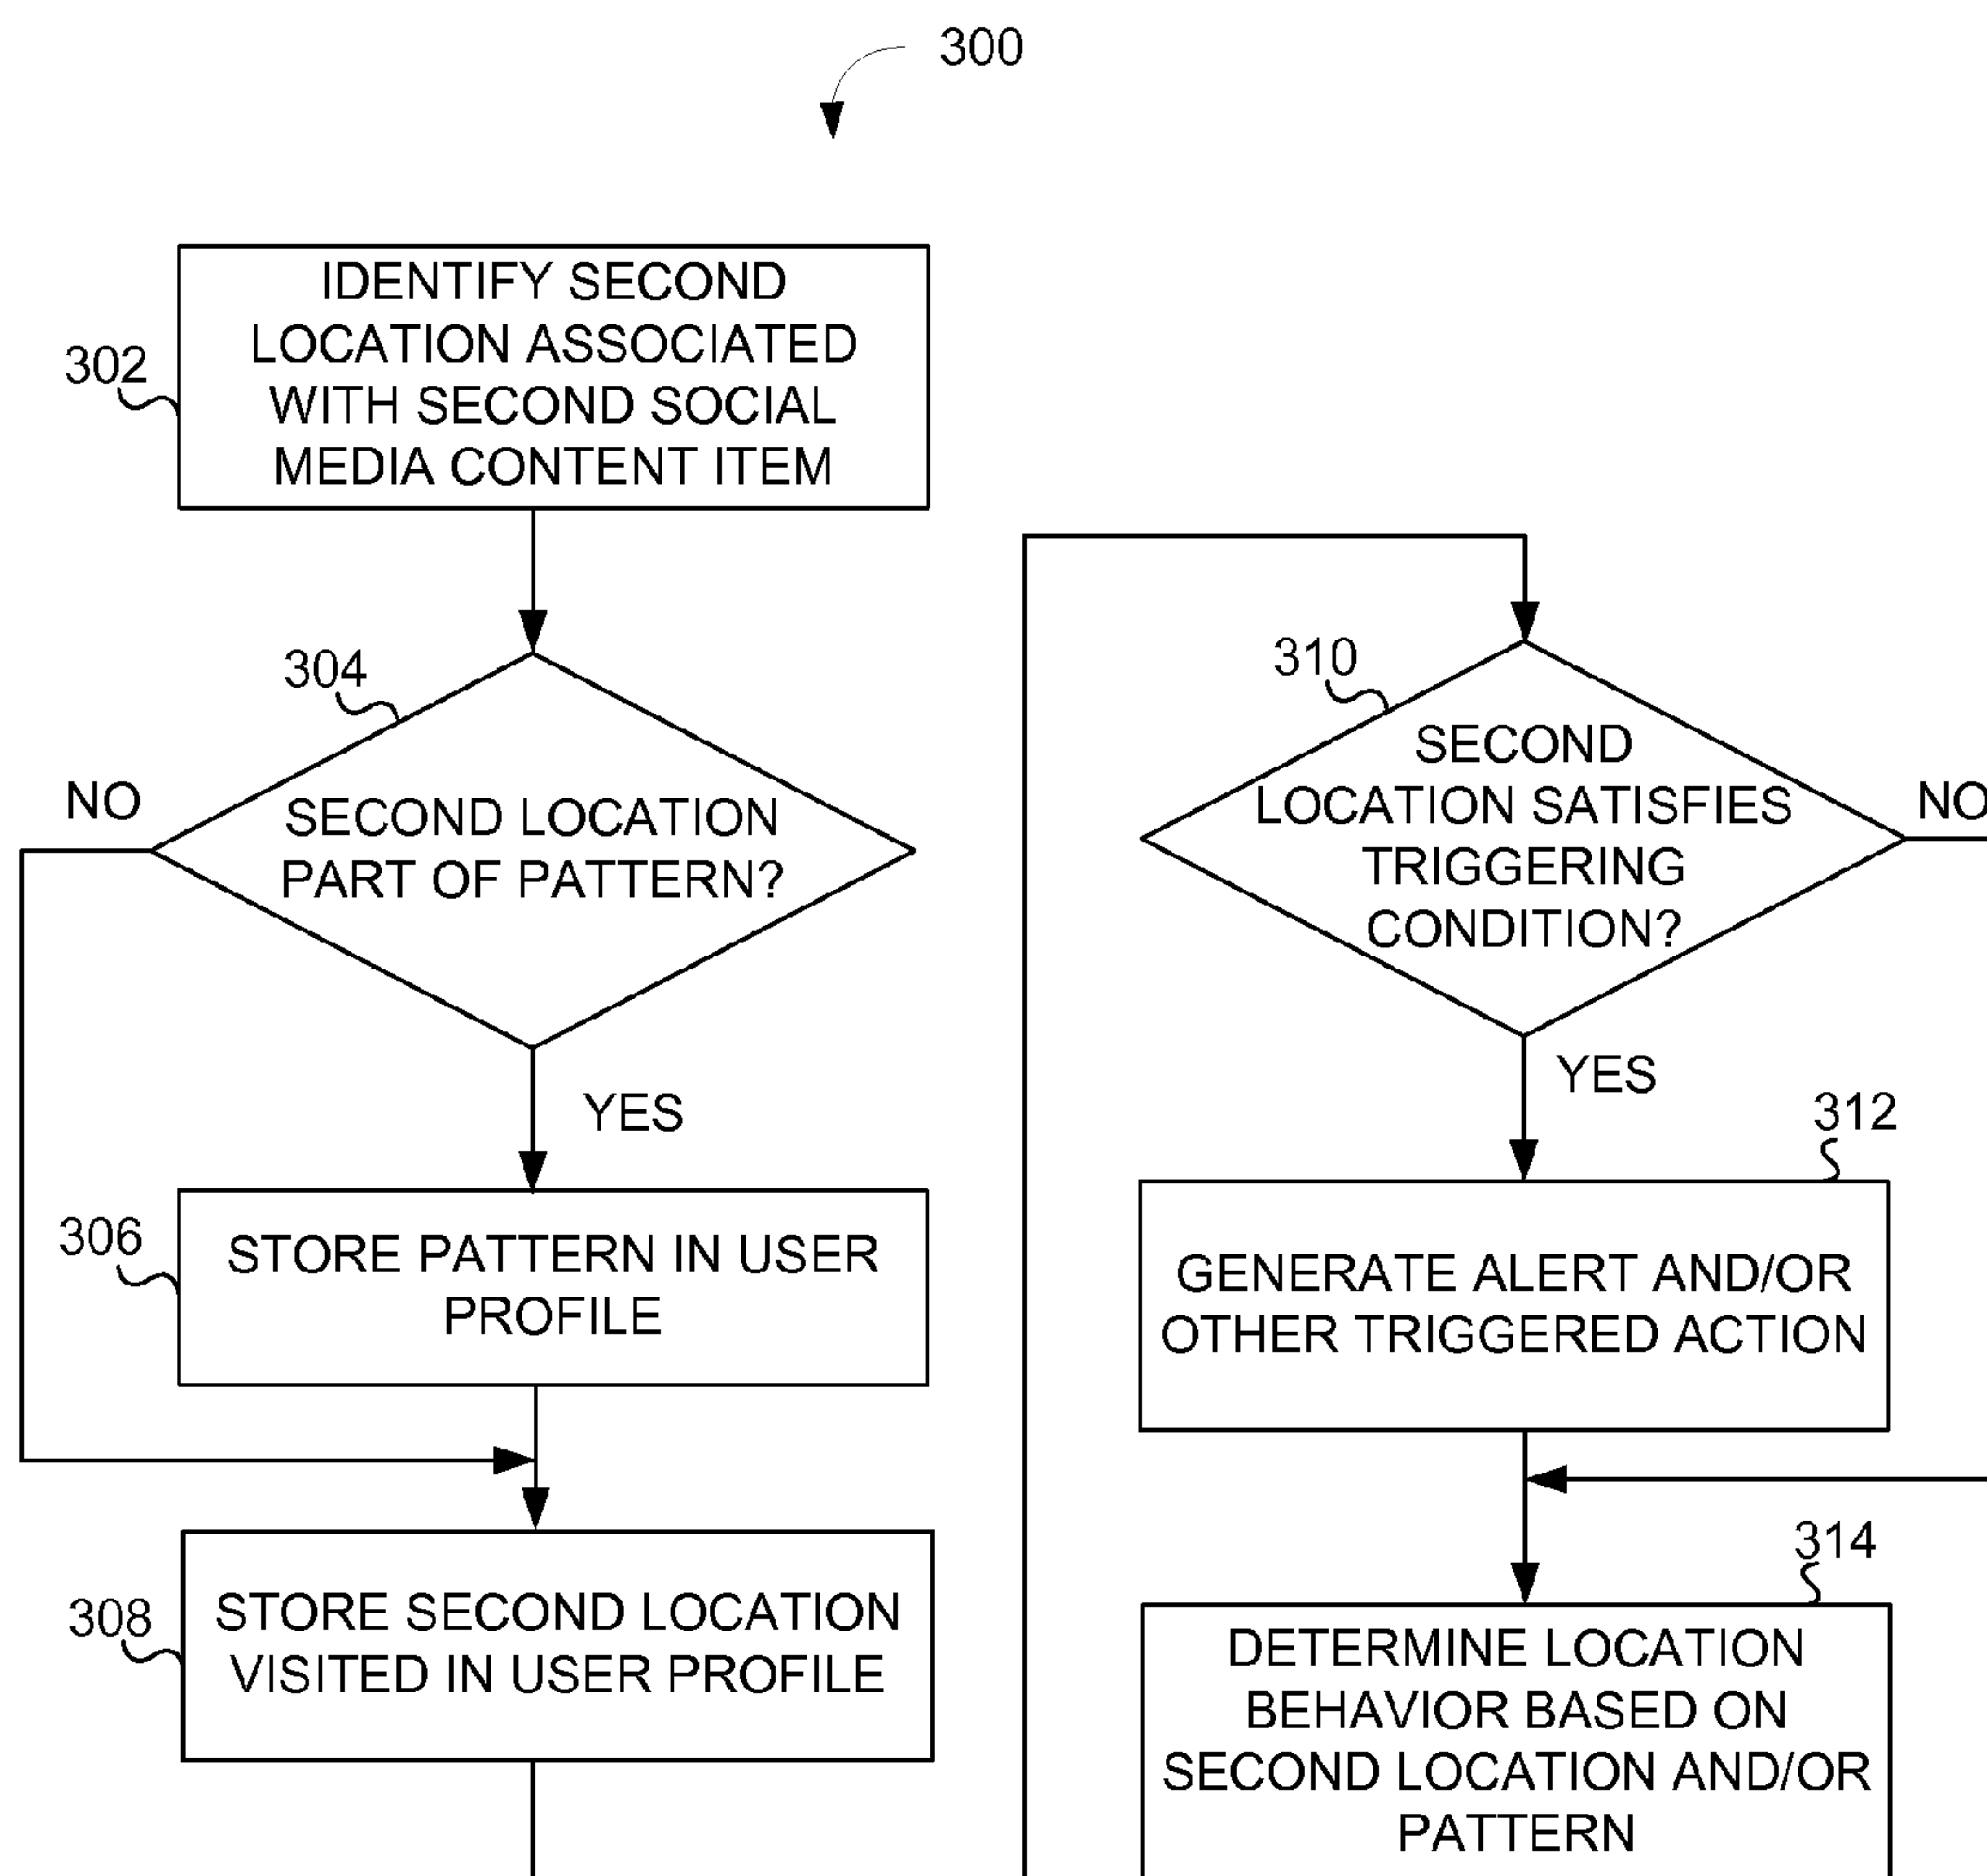 300
IDENTIFY SECOND
LOCATION ASSOCIATED
WITH SECOND SOCIAL
MEDIA CONTENT ITEM
302
304
NO
SECOND LOCATION
PART OF PATTERN?
YES
306
STORE PATTERN IN USER
PROFILE
308
STORE SECOND LOCATION
VISITED IN USER PROFILE
310
SECOND
LOCATION SATISFIES
TRIGGERING
CONDITION?
NO
YES
312
GENERATE ALERT AND/OR
OTHER TRIGGERED ACTION
314
DETERMINE LOCATION
BEHAVIOR BASED ON
SECOND LOCATION AND/OR
PATTERN